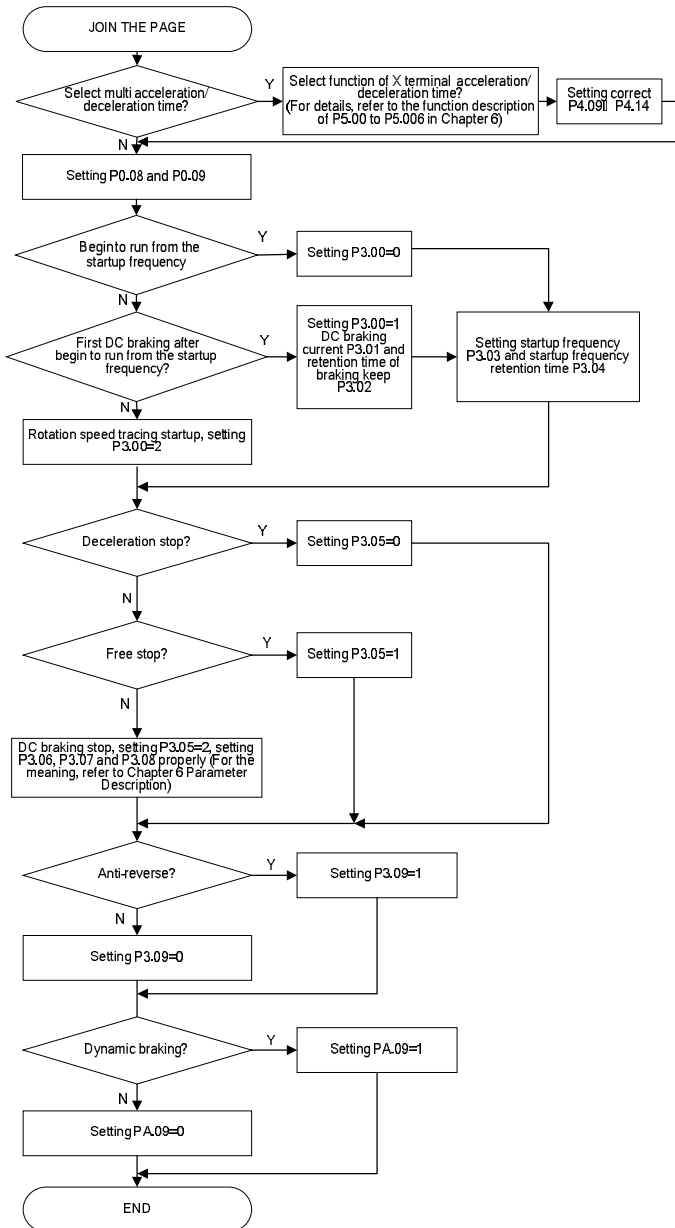 JOIN THE PAGE
Select multi acceleration/
deceleration time?
Y
Select function of X terminal acceleration/
deceleration time?
(For details, refer to the function description
of P5.00 to P5.006 in Chapter 6)
Setting correct
P4.09 P4.14
N
Setting P0.08 and P0.09
Begin to run from the
startup frequency
Y
Setting P3.00=0
N
First DC braking after
begin to run from the startup
frequency?
Y
Setting P3.00=1
DC braking
current P3.01 and
retention time of
braking keep
P3.02
Setting startup frequency
P3.03 and startup frequency
retention time P3.04
N
Rotation speed tracing startup, setting
P3.00=2
Deceleration stop?
Y
Setting P3.05=0
N
Free stop?
Y
Setting P3.05=1
N
DC braking stop, setting P3.05=2, setting
P3.06, P3.07 and P3.08 properly (For the
meaning, refer to Chapter 6 Parameter
Description)
Anti-reverse?
Y
Setting P3.09=1
N
Setting P3.09=0
Dynamic braking?
Y
Setting PA.09=1
N
Setting PA.09=0
END